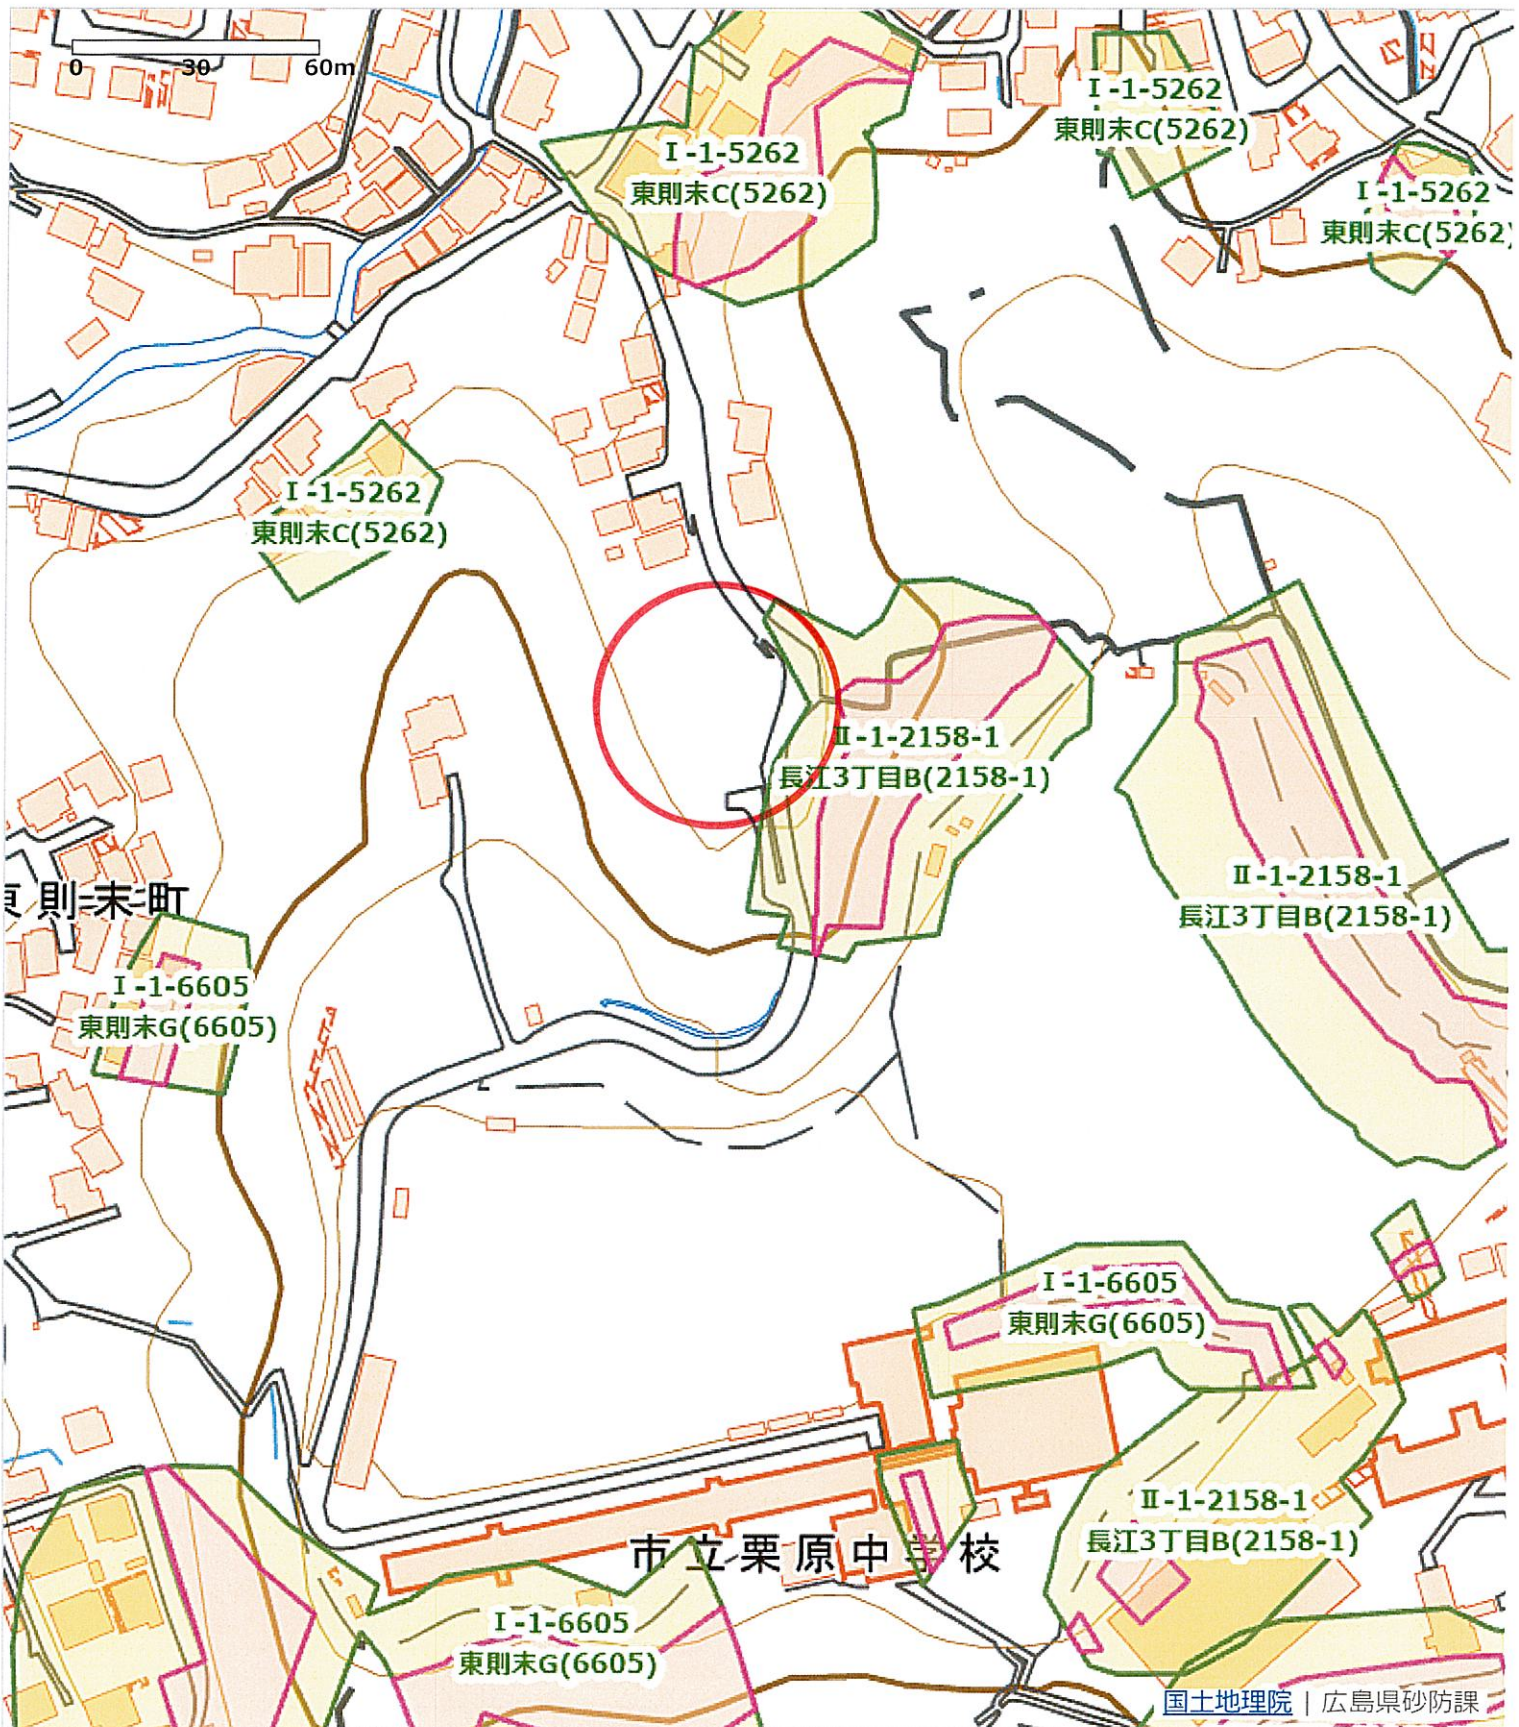 0 30 60m
Ⅰ-1-5262
東則末C(5262)
Ⅰ-1-5262
東則末C(5262)
Ⅰ-1-5262
東則末C(5262)
Ⅰ-1-5262
東則末C(5262)
Ⅱ-1-2158-1
長江3丁目B(2158-1)
Ⅱ-1-2158-1
長江3丁目B(2158-1)
東則末町
Ⅰ-1-6605
東則末G(6605)
Ⅰ-1-6605
東則末G(6605)
Ⅱ-1-2158-1
長江3丁目B(2158-1)
市立栗原中学校
Ⅰ-1-6605
東則末G(6605)
国土地理院 | 広島県砂防課